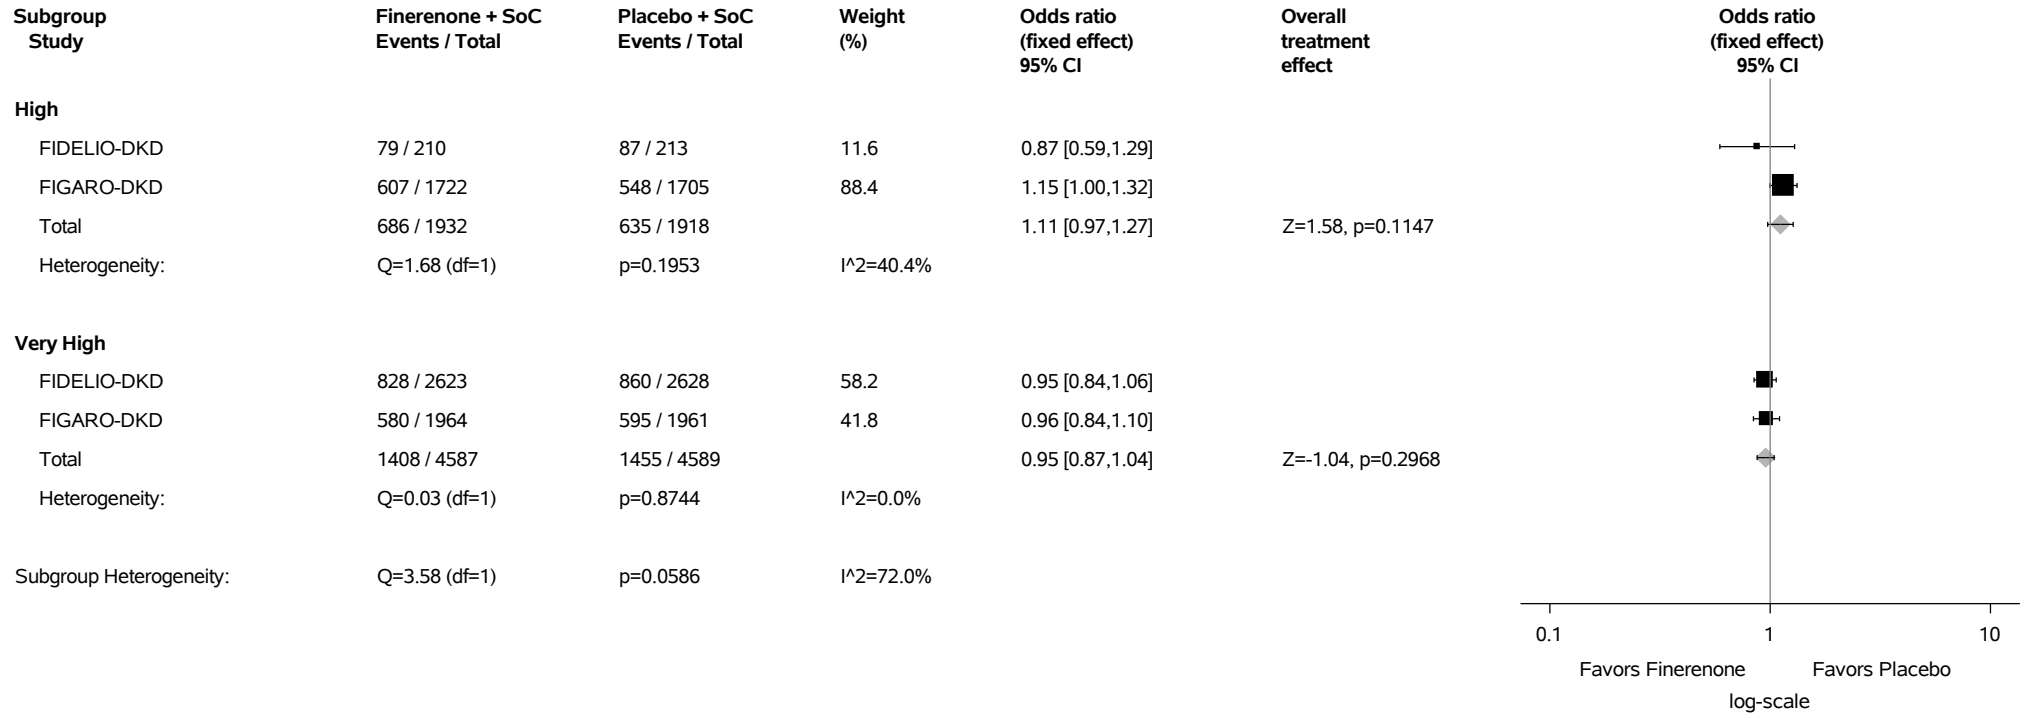 Subgroup Finerenone + SoC Placebo + SoC Weight Odds ratio Overall Odds ratio
Study Events / Total Events / Total (%) (fixed effect) treatment (fixed effect)
95% CI effect 95% CI
High
FIDELIO-DKD 79 / 210 87 / 213 11.6 0.87 [0.59,1.29]
FIGARO-DKD 607 / 1722 548 / 1705 88.4 1.15 [1.00,1.32]
Total 686 / 1932 635 / 1918 1.11 [0.97,1.27] Z=1.58, p=0.1147
Heterogeneity: Q=1.68 (df=1) p=0.1953 I^2=40.4%
Very High
FIDELIO-DKD 828 / 2623 860 / 2628 58.2 0.95 [0.84,1.06]
FIGARO-DKD 580 / 1964 595 / 1961 41.8 0.96 [0.84,1.10]
Total 1408 / 4587 1455 / 4589 0.95 [0.87,1.04] Z=-1.04, p=0.2968
Heterogeneity: Q=0.03 (df=1) p=0.8744 I^2=0.0%
Subgroup Heterogeneity: Q=3.58 (df=1) p=0.0586 I^2=72.0%
0.1 1 10
Favors Finerenone Favors Placebo
log-scale